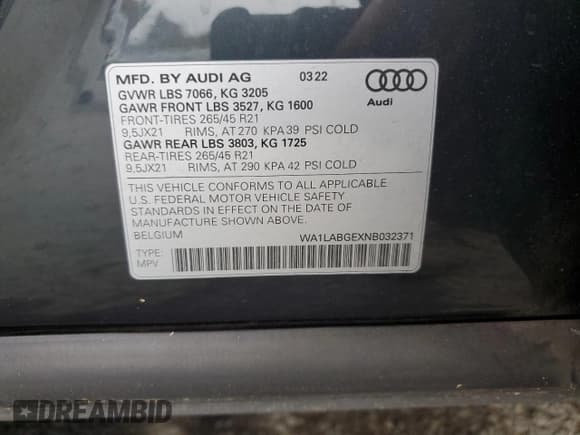 MFD. BY AUDI AG 03 22
GVWR LBS 7066, KG 3205
GAWR FRONT LBS 3527, KG 1600
FRONT-TIRES 265/45 R21
9,5JX21 RIMS, AT 270 KPA 39 PSI COLD
GAWR REAR LBS 3803, KG 1725
REAR-TIRES 265/45 R21
9,5JX21 RIMS, AT 290 KPA 42 PSI COLD
Audi
THIS VEHICLE CONFORMS TO ALL APPLICABLE
U.S. FEDERAL MOTOR VEHICLE SAFETY
STANDARDS IN EFFECT ON THE DATE OF
MANUFACTURE SHOWN ABOVE.
BELGIUM WA1LABGEXNB032371
TYPE:
MPV
DREAMBID